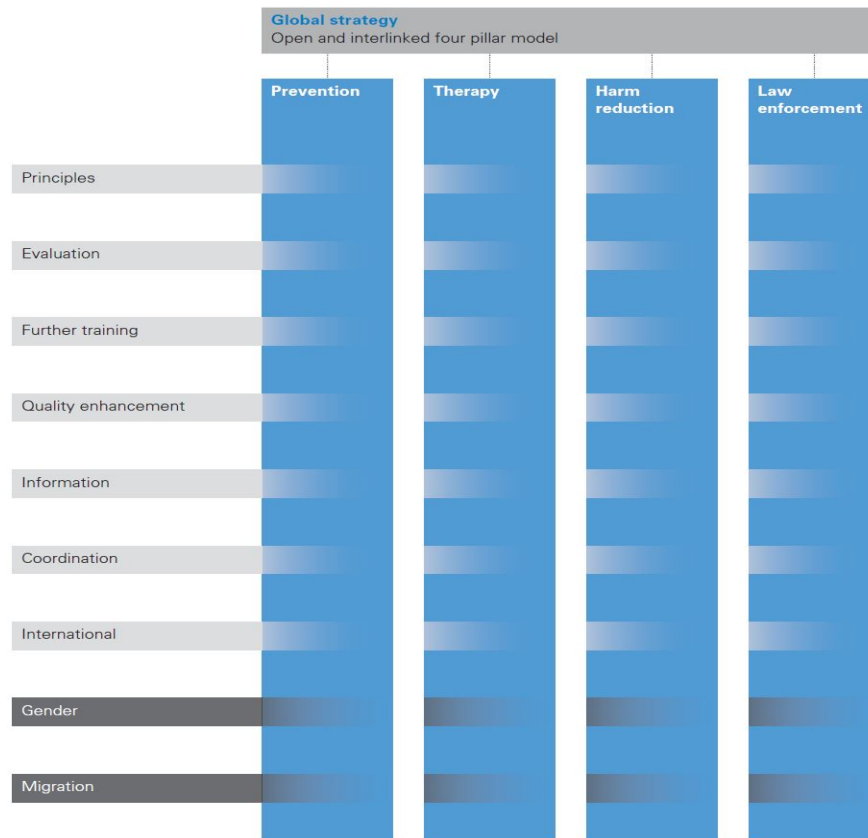 Global strategy
Open and interlinked four pillar model
Prevention
Therapy
Harm
reduction
Law
enforcement
Principles
Evaluation
Further training
Quality enhancement
Information
Coordination
International
Gender
Migration